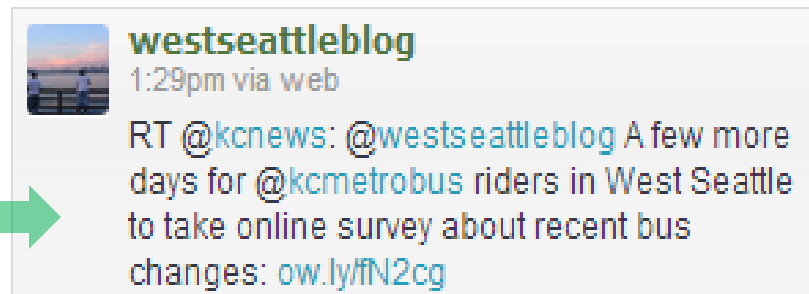 westseattleblog
1:29pm via web
RT @kcnews: @westseattleblog A few more
days for @kcmetrobus riders in West Seattle
to take online survey about recent bus
changes: ow.ly/fN2cg